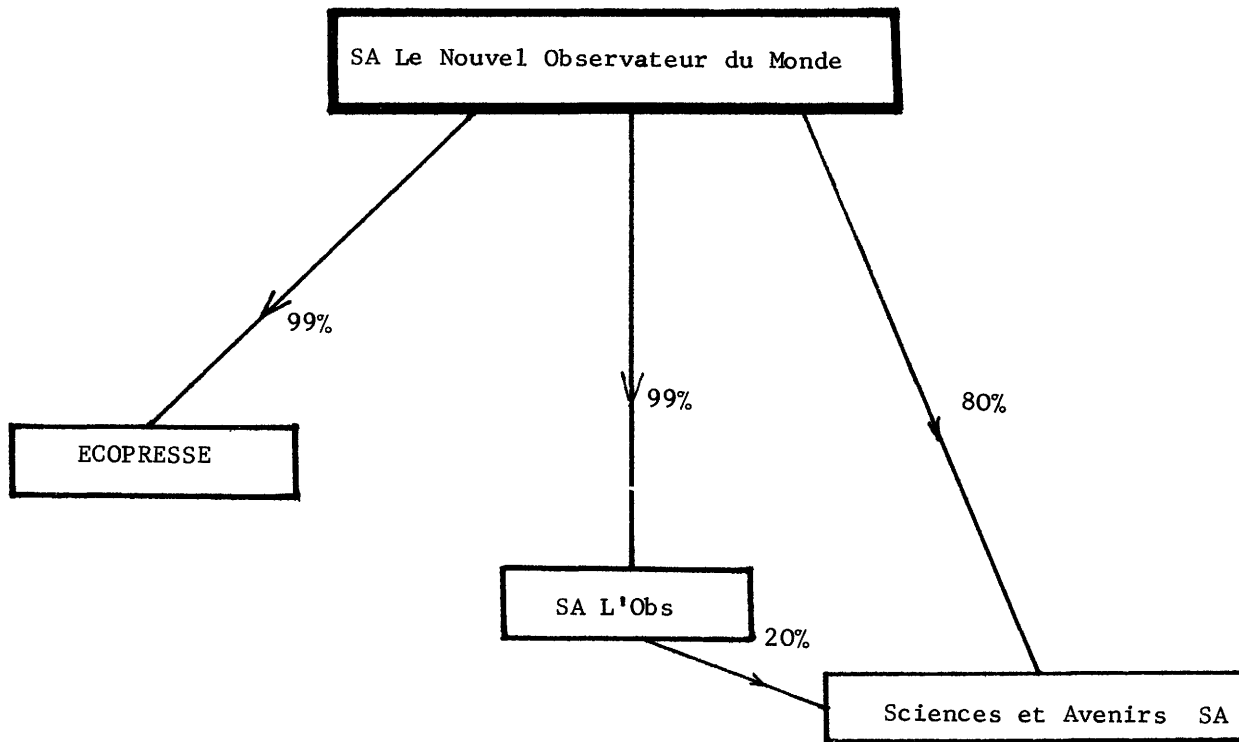 SA Le Nouvel Observateur du Monde
99%
99%
80%
ECOPRESSE
SA L'Obs
20%
Sciences et Avenirs SA